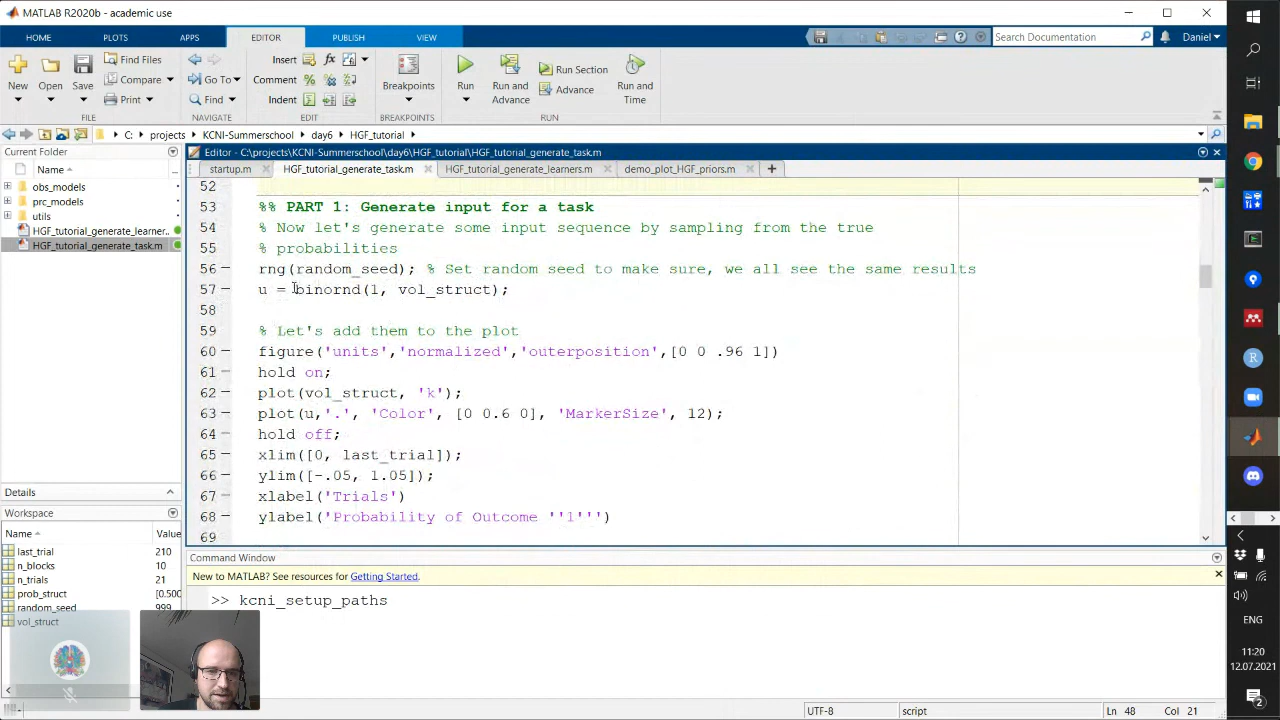 MATLAB R2020b - academic use
HOME PLOTS APPS EDITOR PUBLISH VIEW Search Documentation Daniel
New Open Save Find Files Compare Print
Go To Find
Insert Comment Indent
Breakpoints
Run Run and Advance Run Section Advance Run and Time
FILE NAVIGATE EDIT BREAKPOINTS RUN
C: projects KCNI-Summerschool day6 HGF_tutorial
Current Folder
Name
obs_models
prc_models
utils
HGF_tutorial_generate_learner...
HGF_tutorial_generate_task.m
Details
Workspace
Name Value
last_trial 210
n_blocks 10
n_trials 21
prob_struct [0.500
random_seed 999
vol_struct
Editor - C:\projects\KCNI-Summerschool\day6\HGF_tutorial\HGF_tutorial_generate_task.m
startup.m HGF_tutorial_generate_task.m HGF_tutorial_generate_learners.m demo_plot_HGF_priors.m
52
53 %% PART 1: Generate input for a task
54 % Now let's generate some input sequence by sampling from the true
55 % probabilities
56 rng(random_seed); % Set random seed to make sure, we all see the same results
57 u = binornd(1, vol_struct);
58
59 % Let's add them to the plot
60 figure('units','normalized','outerposition',[0 0 .96 1])
61 hold on;
62 plot(vol_struct, 'k');
63 plot(u,'.', 'Color', [0 0.6 0], 'MarkerSize', 12);
64 hold off;
65 xlim([0, last_trial]);
66 ylim([-.05, 1.05]);
67 xlabel('Trials')
68 ylabel('Probability of Outcome ''1''')
69
Command Window
New to MATLAB? See resources for Getting Started.
>> kcni_setup_paths
UTF-8 script Ln 48 Col 21
ENG
11:20
12.07.2021
2